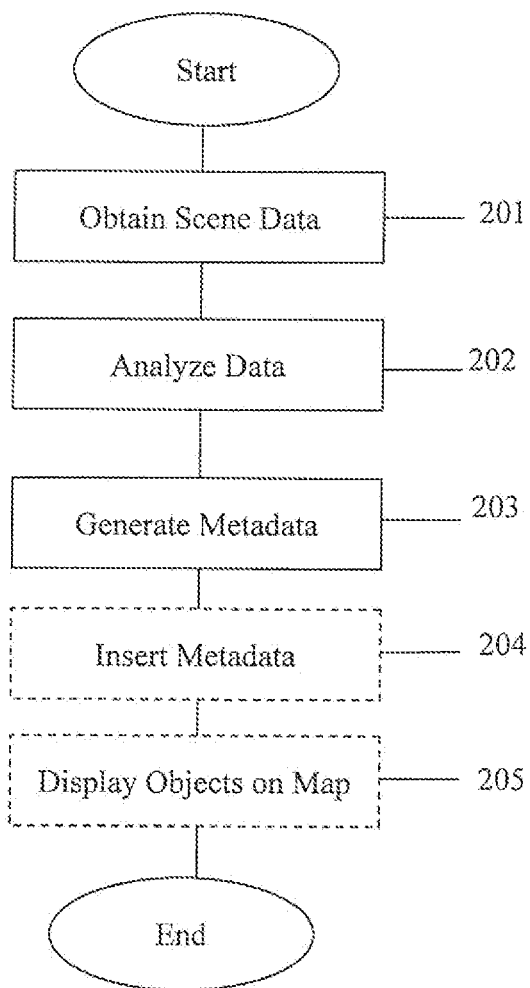 Start
Obtain Scene Data
201
Analyze Data
202
Generate Metadata
203
Insert Metadata
204
Display Objects on Map
205
End